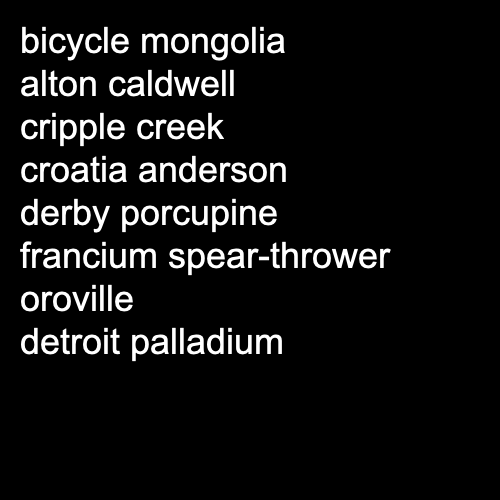 bicycle mongolia
alton caldwell
cripple creek
croatia anderson
derby porcupine
francium spear-thrower
oroville
detroit palladium